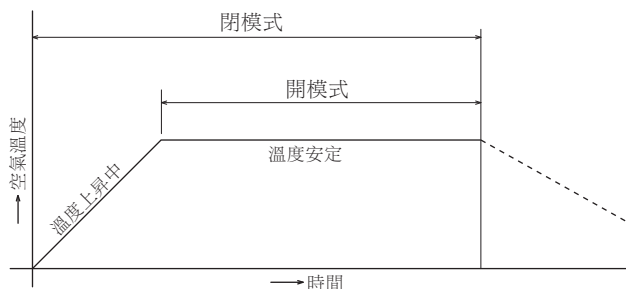 閉模式
開模式
溫度安定
溫度上昇中
空氣溫度
時間